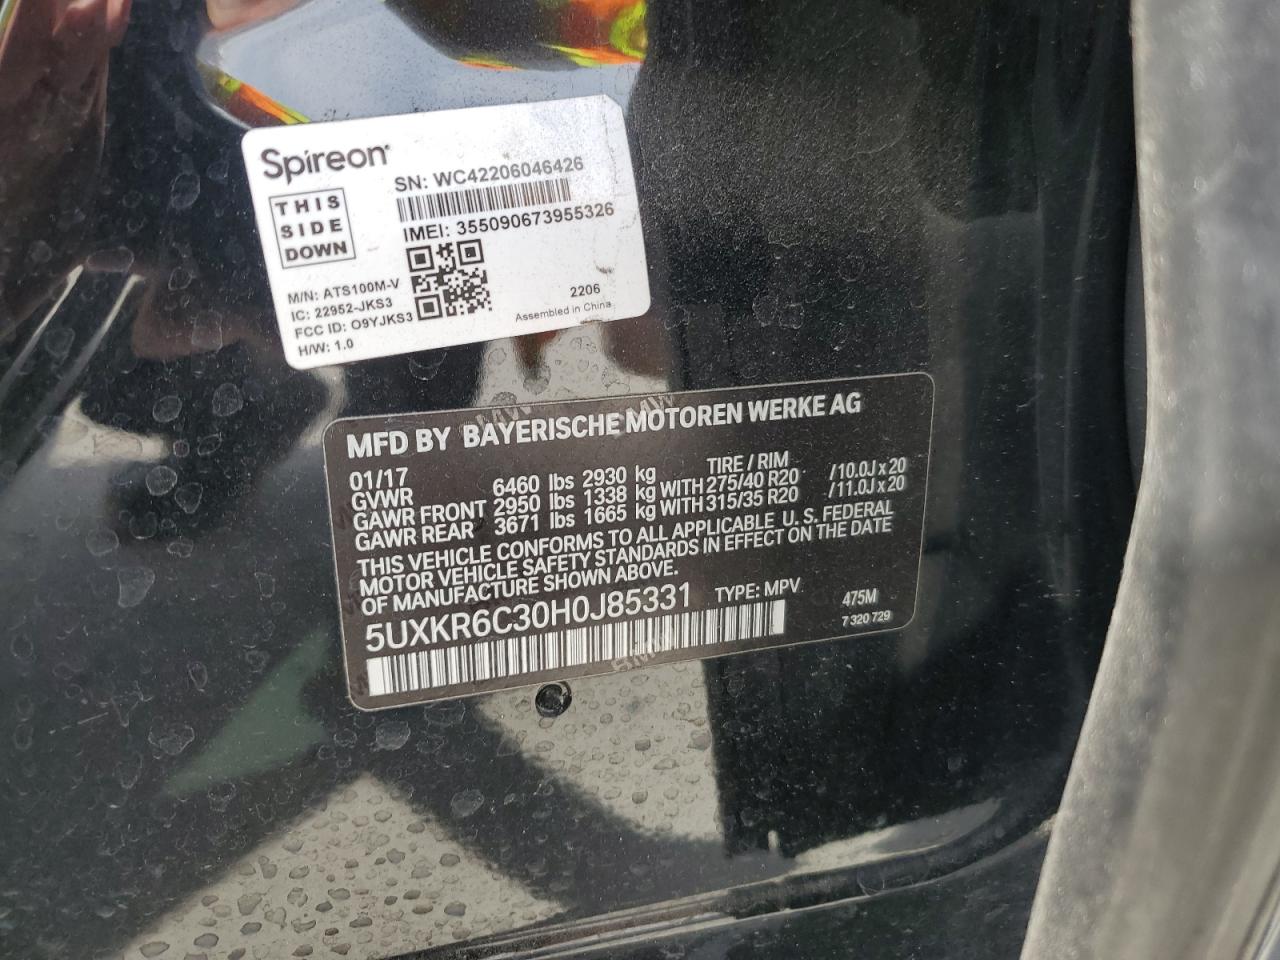 Spireon
THIS
SIDE
DOWN
SN: WC42206046426
IMEI: 355090673955326
M/N: ATS100M-V
IC: 22952-JKS3
FCC ID: O9YJKS3
H/W: 1.0
2206
Assembled in China
MFD BY BAYERISCHE MOTOREN WERKE AG
01/17 TIRE / RIM
GVWR 6460 lbs 2930 kg
GAWR FRONT 2950 lbs 1338 kg WITH 275/40 R20 /10.0J x 20
GAWR REAR 3671 lbs 1665 kg WITH 315/35 R20 /11.0J x 20
THIS VEHICLE CONFORMS TO ALL APPLICABLE U. S. FEDERAL
MOTOR VEHICLE SAFETY STANDARDS IN EFFECT ON THE DATE
OF MANUFACTURE SHOWN ABOVE.
5UXKR6C30H0J85331 TYPE: MPV 475M
7 320 729